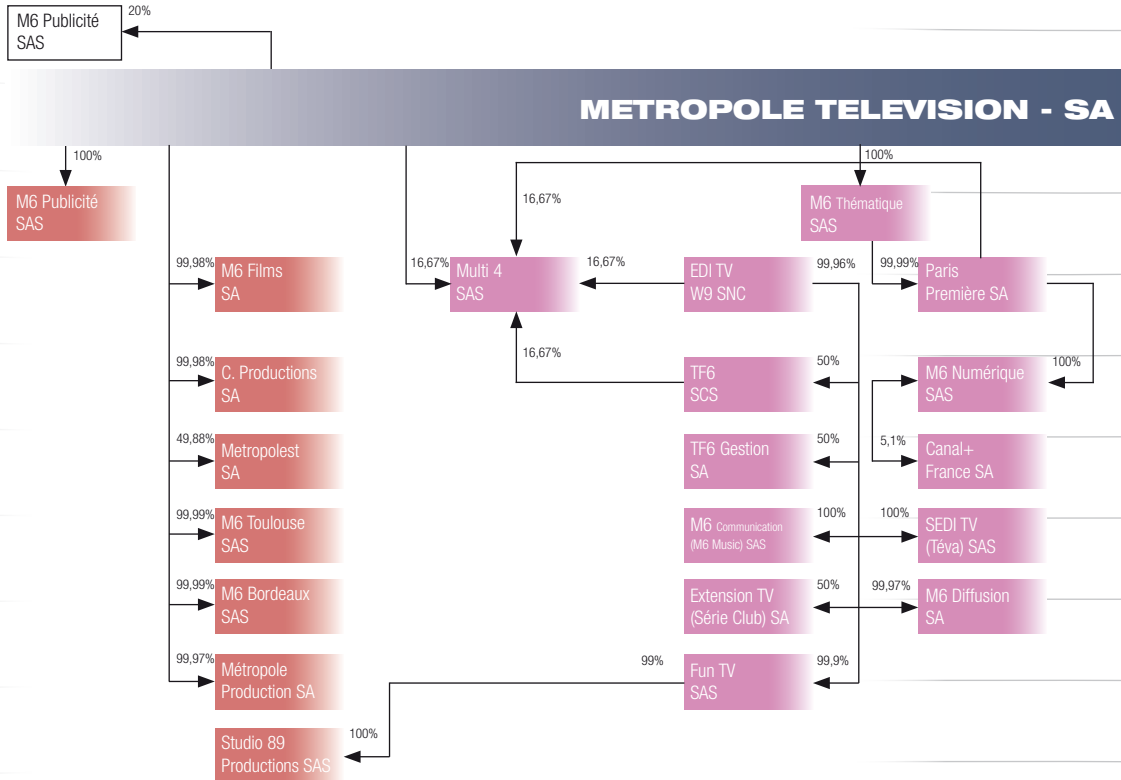 M6 Publicité
SAS
20%
METROPOLE TELEVISION - SA
100%
M6 Publicité
SAS
100%
M6 Thématique
SAS
16,67%
99,98%
M6 Films
SA
16,67%
Multi 4
SAS
16,67%
EDI TV
W9 SNC
99,96%
99,99%
Paris
Première SA
99,98%
C. Productions
SA
16,67%
TF6
SCS
50%
M6 Numérique
SAS
100%
49,88%
Metropolest
SA
TF6 Gestion
SA
50%
5,1%
Canal+
France SA
99,99%
M6 Toulouse
SAS
M6 Communication
(M6 Music) SAS
100%
100%
SEDI TV
(Téva) SAS
99,99%
M6 Bordeaux
SAS
Extension TV
(Série Club) SA
50%
99,97%
M6 Diffusion
SA
99,97%
Métropole
Production SA
99%
Fun TV
SAS
99,9%
Studio 89
Productions SAS
100%